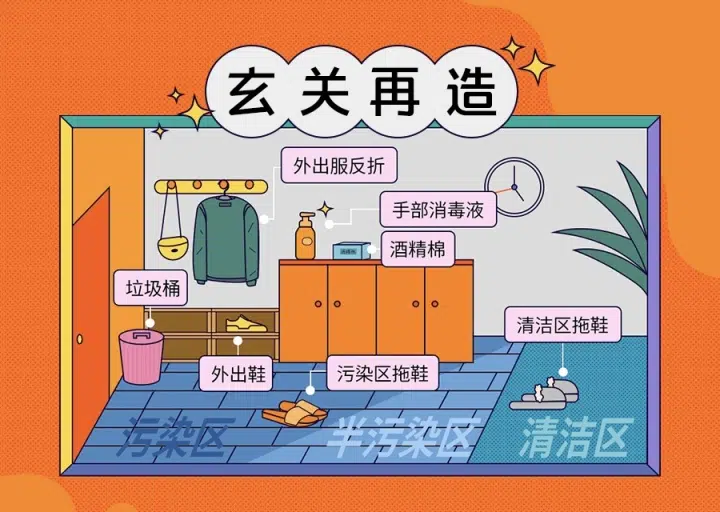 玄关再造
外出服反折
手部消毒液
酒精棉
垃圾桶
清洁区拖鞋
外出鞋
污染区拖鞋
污染区
半污染区
清洁区